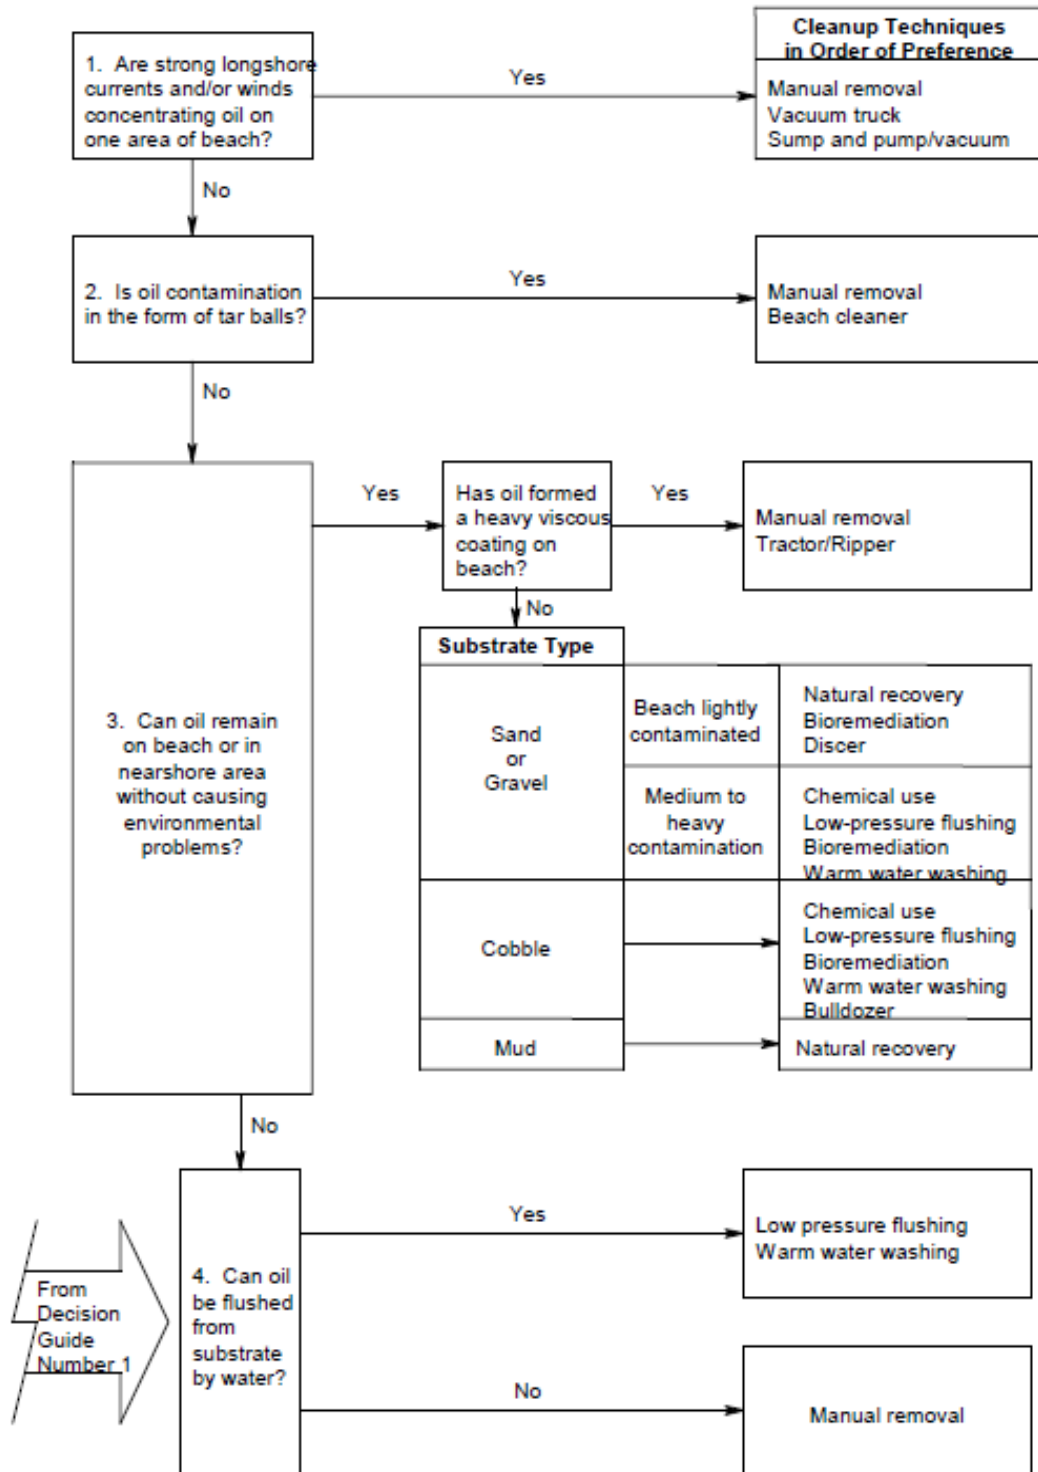 Cleanup Techniques
in Order of Preference
1. Are strong longshore
currents and/or winds
concentrating oil on
one area of beach?
Yes
Manual removal
Vacuum truck
Sump and pump/vacuum
No
2. Is oil contamination
in the form of tar balls?
Yes
Manual removal
Beach cleaner
No
3. Can oil remain
on beach or in
nearshore area
without causing
environmental
problems?
Yes
Has oil formed
a heavy viscous
coating on
beach?
Yes
Manual removal
Tractor/Ripper
No
Substrate Type
Sand
or
Gravel
Beach lightly
contaminated
Natural recovery
Bioremediation
Discer
Medium to
heavy
contamination
Chemical use
Low-pressure flushing
Bioremediation
Warm water washing
Cobble
Chemical use
Low-pressure flushing
Bioremediation
Warm water washing
Bulldozer
Mud
Natural recovery
No
From
Decision
Guide
Number 1
4. Can oil
be flushed
from
substrate
by water?
Yes
Low pressure flushing
Warm water washing
No
Manual removal